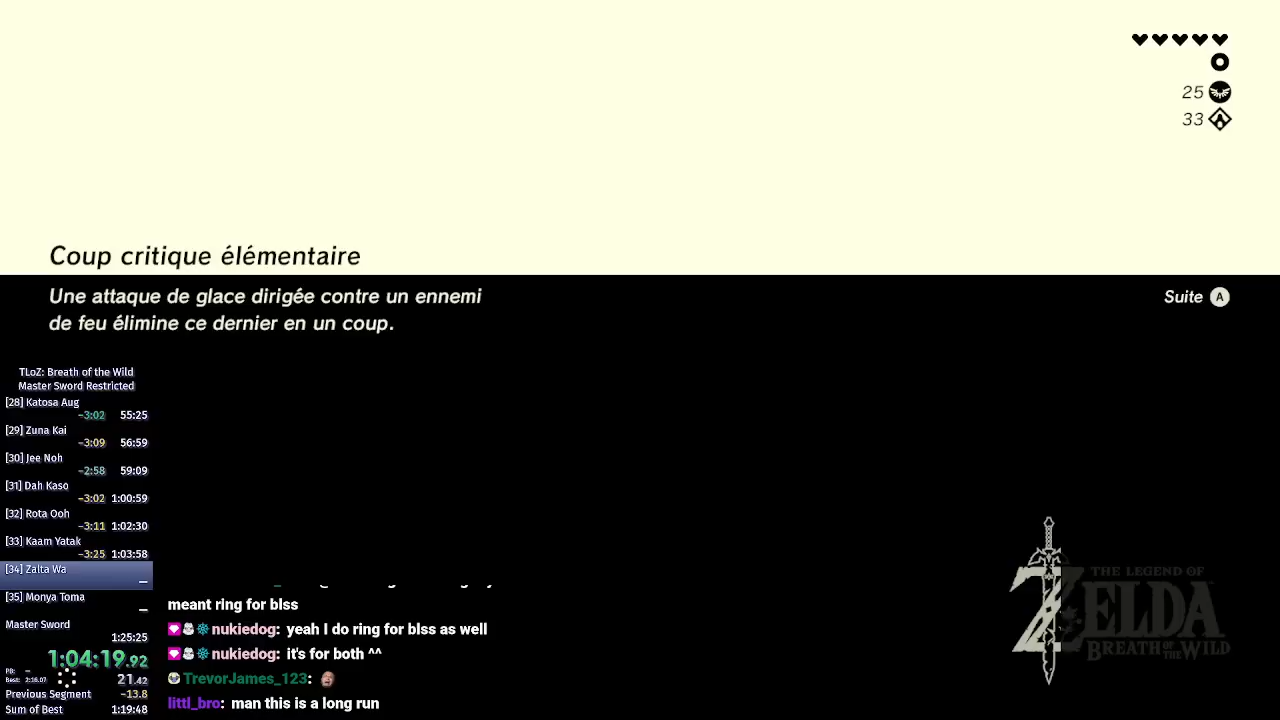 25
33
Coup critique élémentaire
Une attaque de glace dirigée contre un ennemi
de feu élimine ce dernier en un coup.
Suite A
TLoZ: Breath of the Wild
Master Sword Restricted
[28] Katosa Aug
-3:02 55:25
[29] Zuna Kai
-3:09 56:59
[30] Jee Noh
-2:58 59:09
[31] Dah Kaso
-3:02 1:00:59
[32] Rota Ooh
-3:11 1:02:30
[33] Kaam Yatak
-3:25 1:03:58
[34] Zalta Wa
—
[35] Monya Toma
—
Master Sword
1:25:25
1:04:19.92
PB: —
Best: 2:16.07
21.42
Previous Segment -13.8
Sum of Best 1:19:48
meant ring for blss
nukiedog: yeah I do ring for blss as well
nukiedog: it's for both ^^
TrevorJames_123:
littl_bro: man this is a long run
THE LEGEND OF
ZELDA
BREATH OF THE WILD